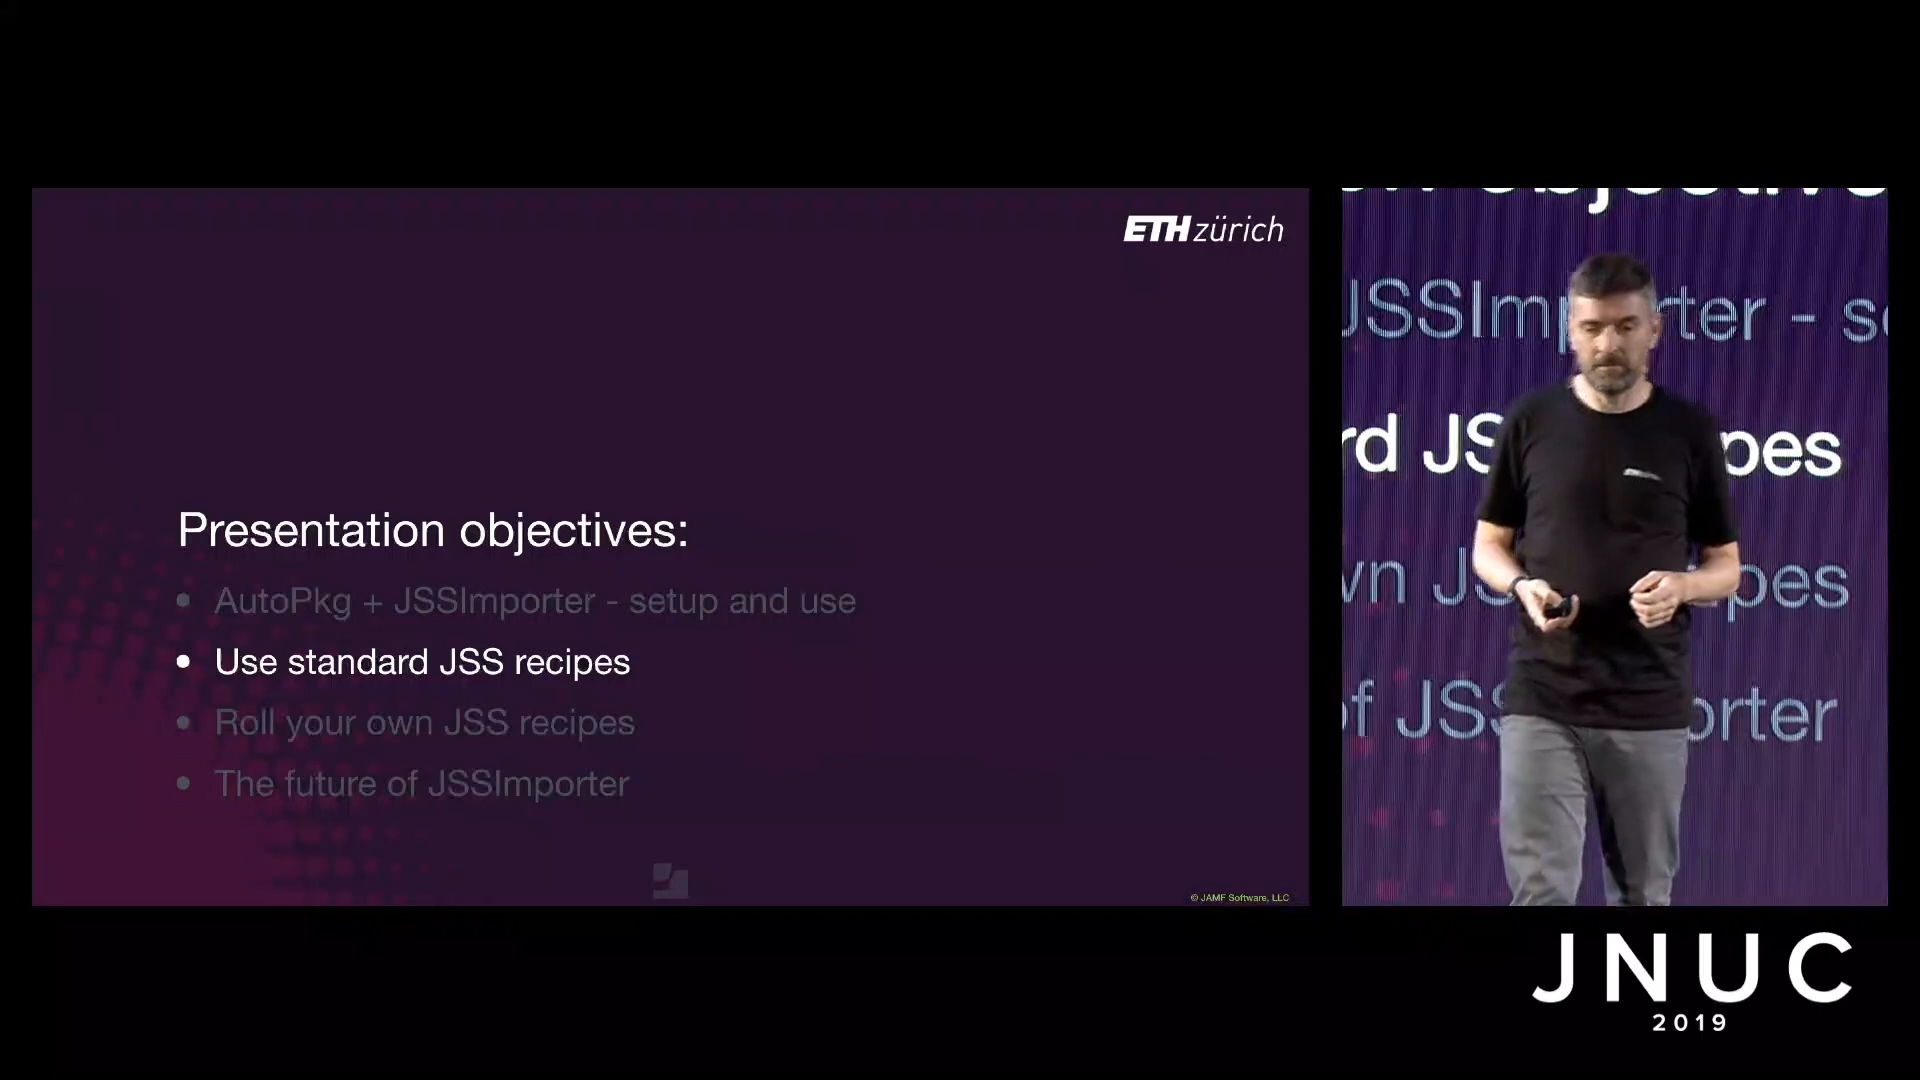 ETH zürich
Presentation objectives:
• AutoPkg + JSSImporter - setup and use
• Use standard JSS recipes
• Roll your own JSS recipes
• The future of JSSImporter
© JAMF Software, LLC
JNUC
2019